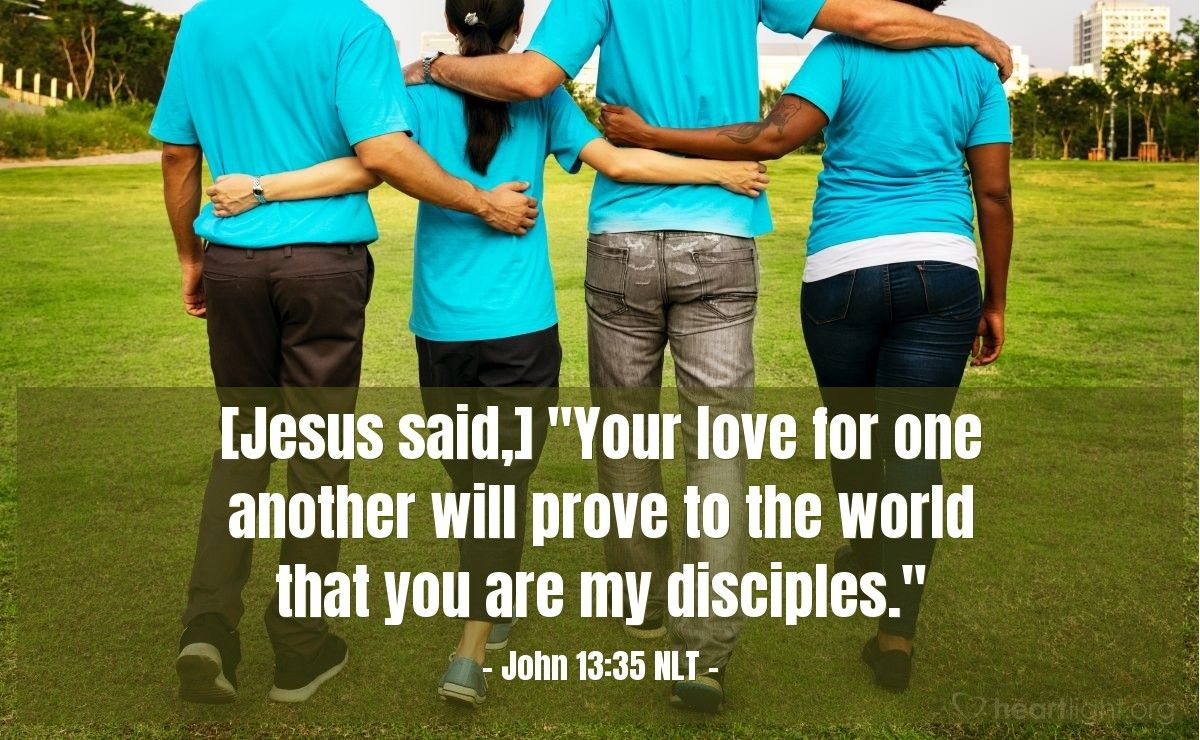 [Jesus said,] "Your love for one
another will prove to the world
that you are my disciples."
- John 13:35 NLT -
heartlight.org